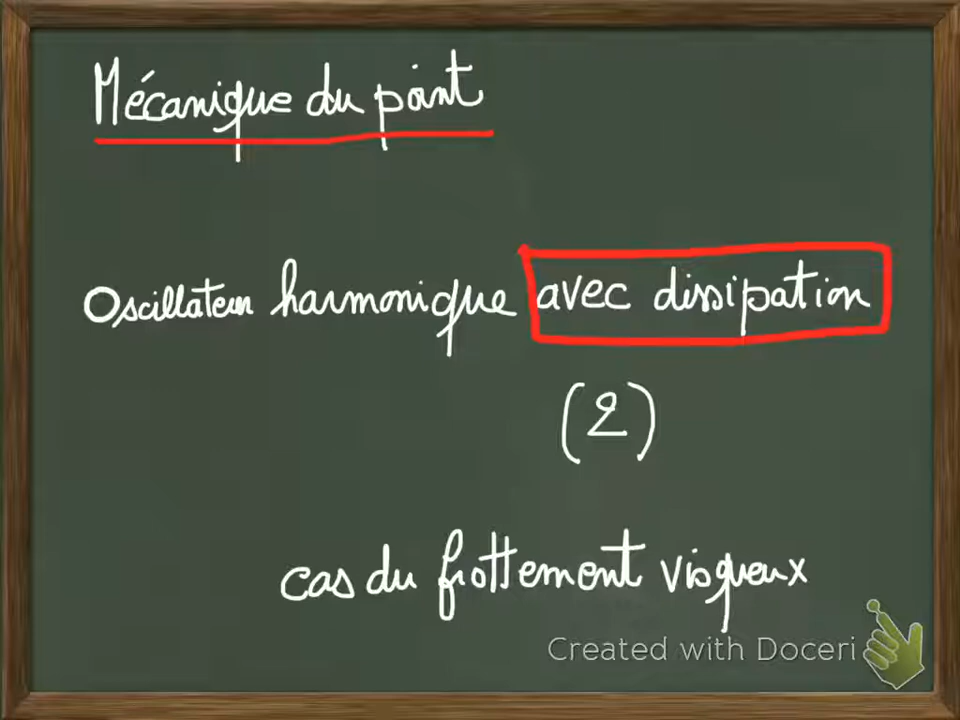 Mécanique du point
Oscillateur harmonique avec dissipation
(2)
cas du frottement visqueux
Created with Doceri